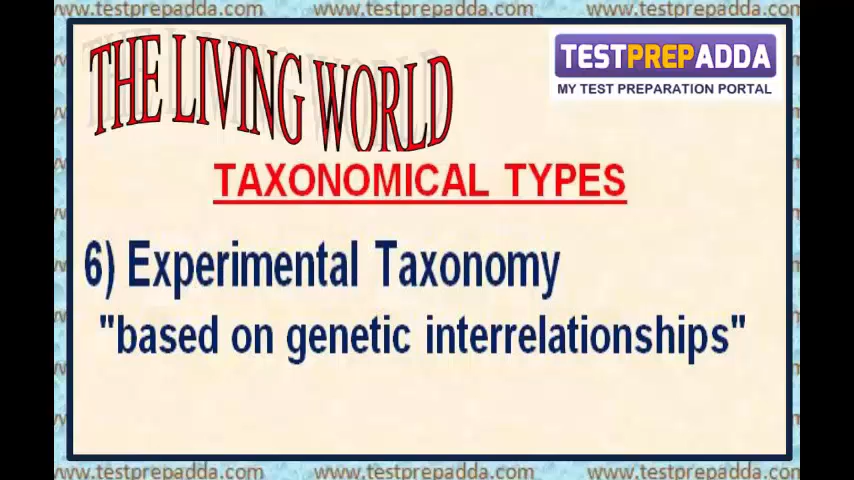 www.testprepadda.com www.testprepadda.com www.testprepadda.com
THE LIVING WORLD
TESTPREPADDA
MY TEST PREPARATION PORTAL
TAXONOMICAL TYPES
6) Experimental Taxonomy
"based on genetic interrelationships"
www.testprepadda.com www.testprepadda.com www.testprepadda.com